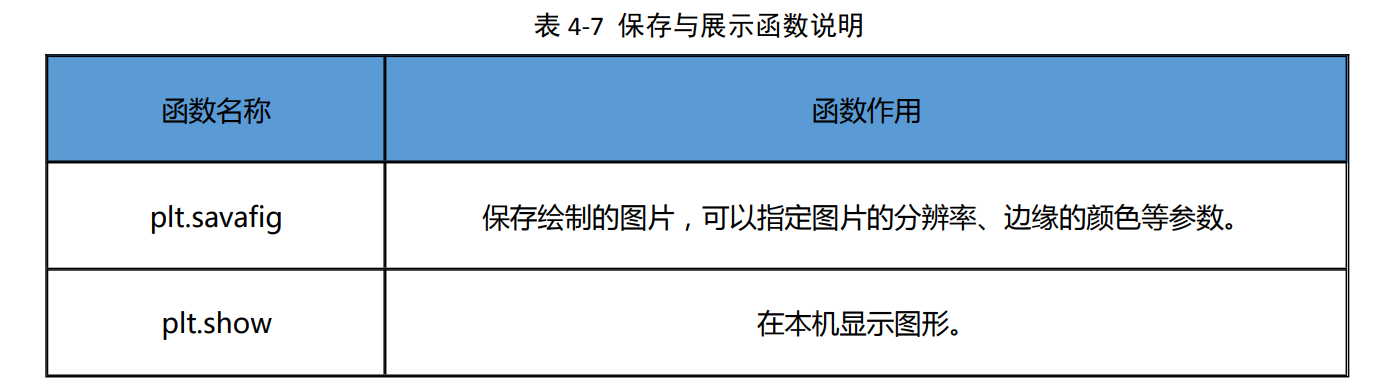 表 4-7 保存与展示函数说明
函数名称 函数作用
plt.savafig 保存绘制的图片，可以指定图片的分辨率、边缘的颜色等参数。
plt.show 在本机显示图形。